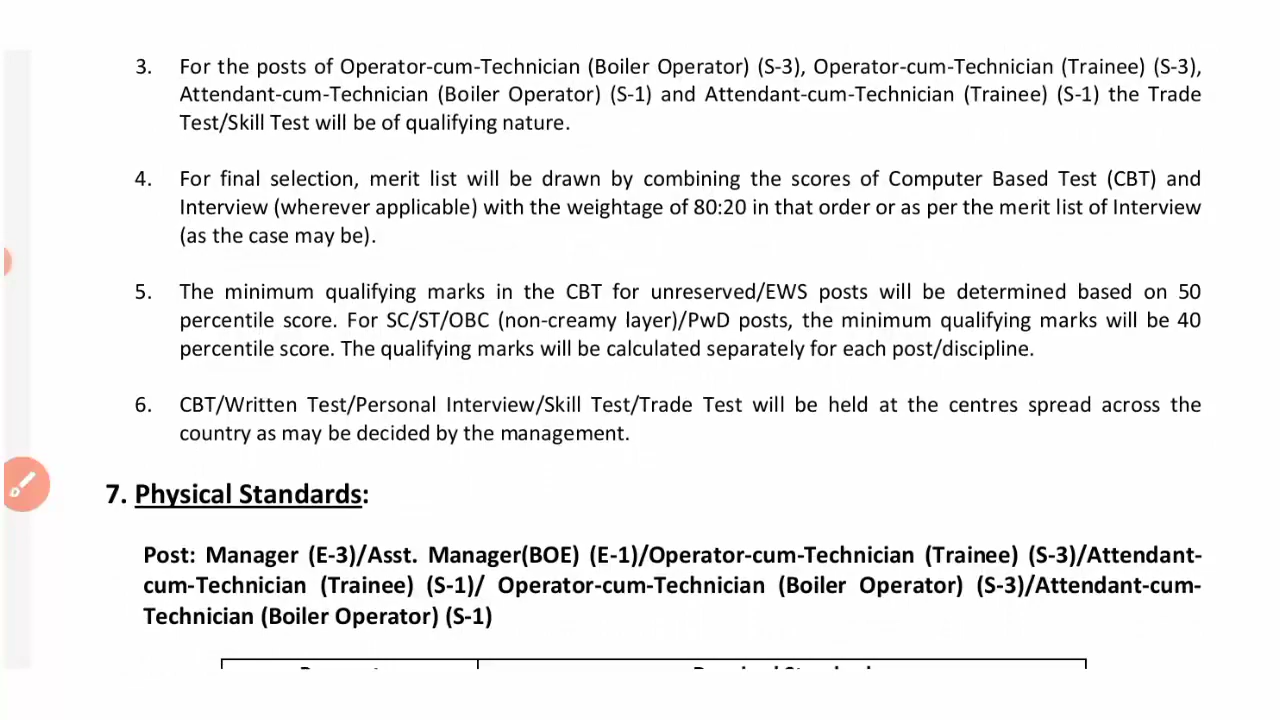 3. For the posts of Operator-cum-Technician (Boiler Operator) (S-3), Operator-cum-Technician (Trainee) (S-3),
Attendant-cum-Technician (Boiler Operator) (S-1) and Attendant-cum-Technician (Trainee) (S-1) the Trade
Test/Skill Test will be of qualifying nature.
4. For final selection, merit list will be drawn by combining the scores of Computer Based Test (CBT) and
Interview (wherever applicable) with the weightage of 80:20 in that order or as per the merit list of Interview
(as the case may be).
5. The minimum qualifying marks in the CBT for unreserved/EWS posts will be determined based on 50
percentile score. For SC/ST/OBC (non-creamy layer)/PwD posts, the minimum qualifying marks will be 40
percentile score. The qualifying marks will be calculated separately for each post/discipline.
6. CBT/Written Test/Personal Interview/Skill Test/Trade Test will be held at the centres spread across the
country as may be decided by the management.
7. Physical Standards:
Post: Manager (E-3)/Asst. Manager(BOE) (E-1)/Operator-cum-Technician (Trainee) (S-3)/Attendant-
cum-Technician (Trainee) (S-1)/ Operator-cum-Technician (Boiler Operator) (S-3)/Attendant-cum-
Technician (Boiler Operator) (S-1)